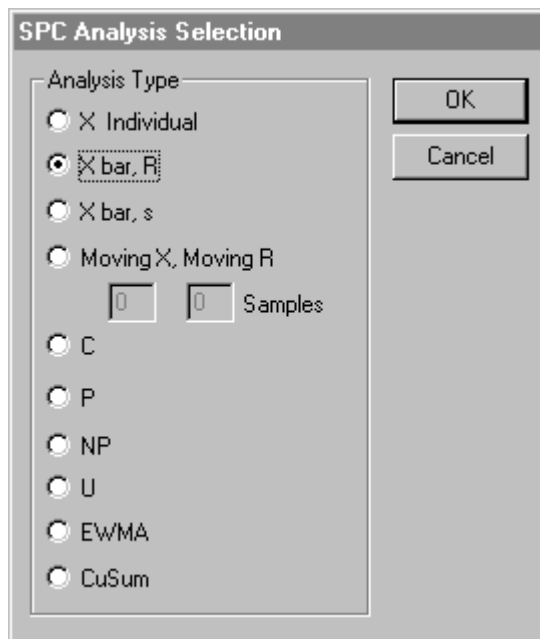 SPC Analysis Selection
Analysis Type
X Individual
X bar, R
X bar, s
Moving X, Moving R
0 0 Samples
C
P
NP
U
EWMA
CuSum
OK
Cancel